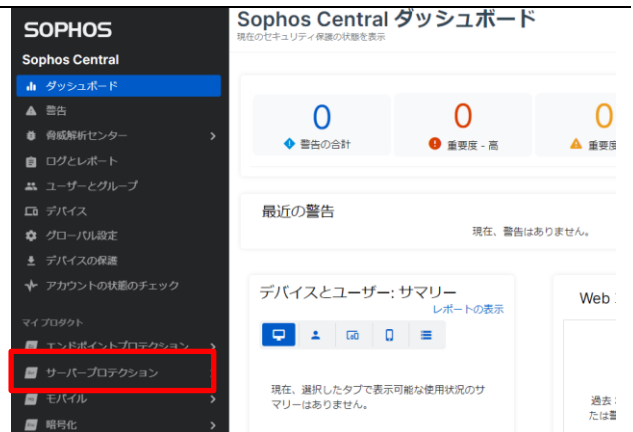 SOPHOS
Sophos Central
ダッシュボード
警告
脅威解析センター
ログとレポート
ユーザーとグループ
デバイス
グローバル設定
デバイスの保護
アカウントの状態のチェック
マイプロダクト
エンドポイントプロテクション
サーバープロテクション
モバイル
暗号化
Sophos Central ダッシュボード
現在のセキュリティ保護の状態を表示
0
警告の合計
0
重要度 - 高
0
重要度
最近の警告
現在、警告はありません。
デバイスとユーザー: サマリー
レポートの表示
現在、選択したタブで表示可能な使用状況のサ
マリーはありません。
Web
過去
たは警